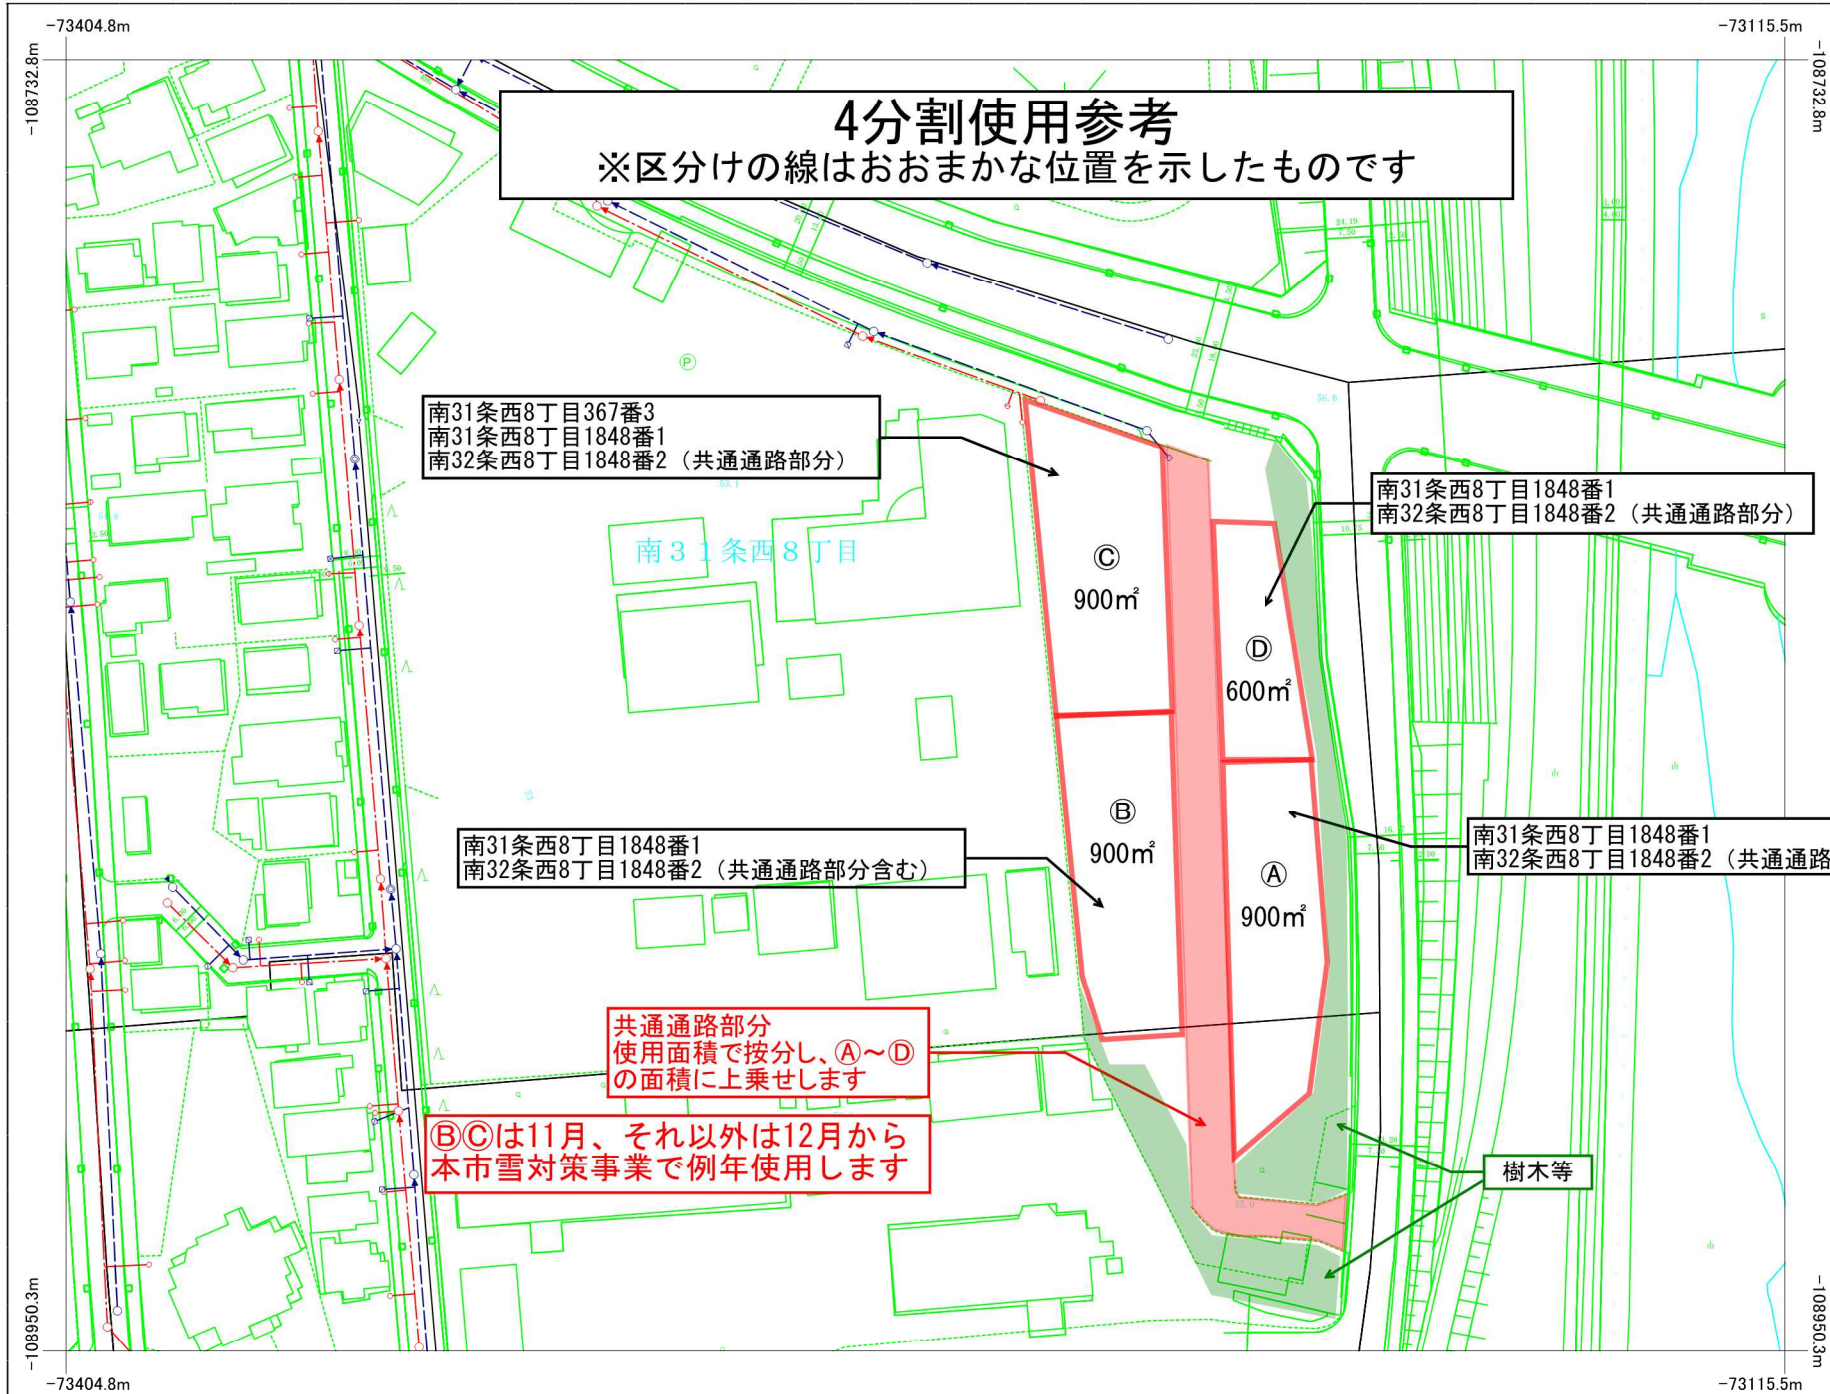 -73404.8m
-73115.5m
-108732.8m
-108732.8m
4分割使用参考
※区分けの線はおおまかな位置を示したものです
Ⓟ
南31条西8丁目367番3
南31条西8丁目1848番1
南32条西8丁目1848番2（共通通路部分）
南31条西8丁目1848番1
南32条西8丁目1848番2（共通通路部分）
南３１条西８丁目
Ⓒ
900㎡
Ⓓ
600㎡
Ⓑ
900㎡
Ⓐ
900㎡
南31条西8丁目1848番1
南32条西8丁目1848番2（共通通路部分含む）
南31条西8丁目1848番1
南32条西8丁目1848番2（共通通路
共通通路部分
使用面積で按分し、Ⓐ～Ⓓ
の面積に上乗せします
ⒷⒸは11月、それ以外は12月から
本市雪対策事業で例年使用します
樹木等
-108950.3m
-108950.3m
-73404.8m
-73115.5m